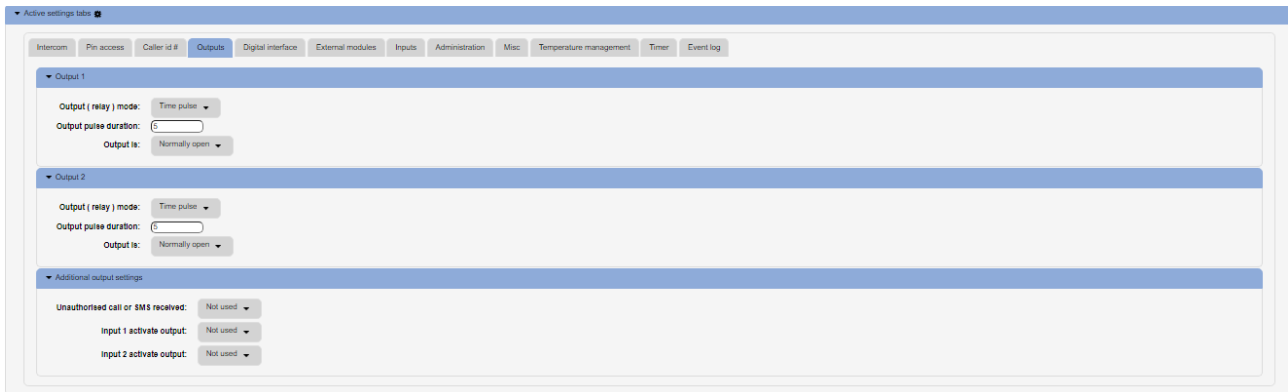 Active settings tabs
Intercom Pin access Caller id # Outputs Digital interface External modules Inputs Administration Misc Temperature management Timer Event log
Output 1
Output ( relay ) mode: Time pulse
Output pulse duration: 5
Output is: Normally open
Output 2
Output ( relay ) mode: Time pulse
Output pulse duration: 5
Output is: Normally open
Additional output settings
Unauthorised call or SMS received: Not used
Input 1 activate output: Not used
Input 2 activate output: Not used